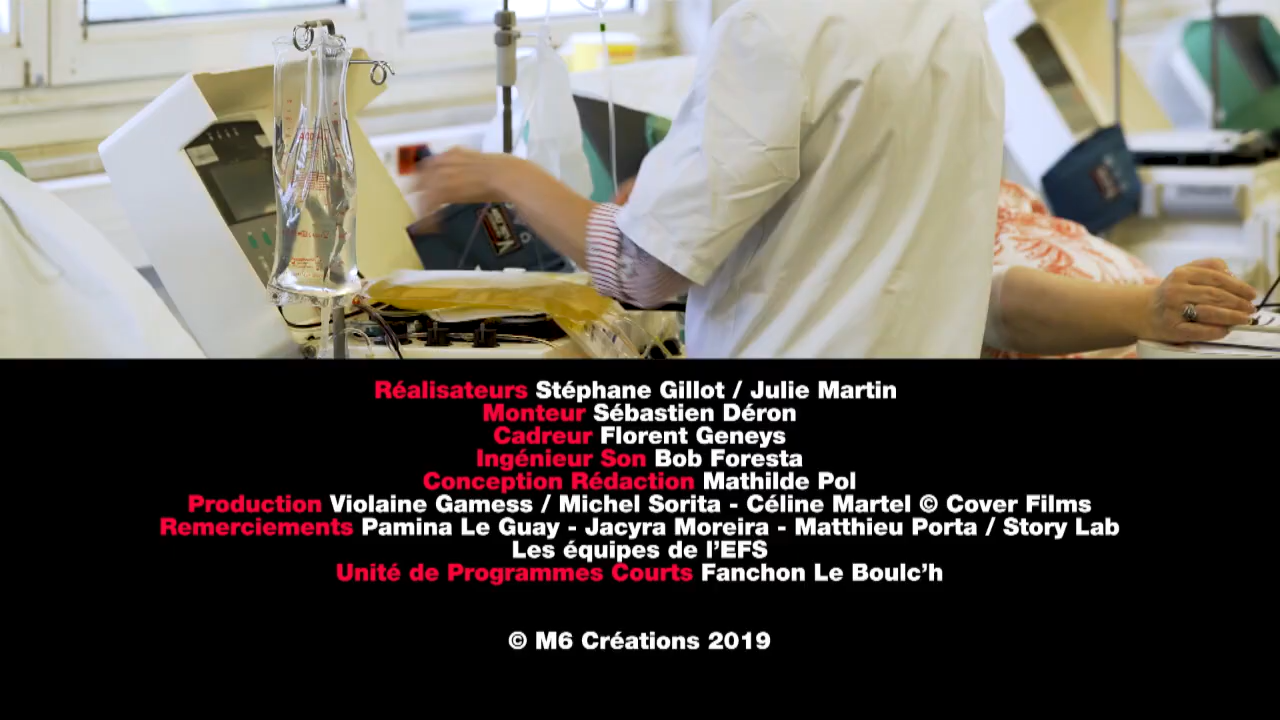 Réalisateurs Stéphane Gillot / Julie Martin
Monteur Sébastien Déron
Cadreur Florent Geneys
Ingénieur Son Bob Foresta
Conception Rédaction Mathilde Pol
Production Violaine Gamess / Michel Sorita - Céline Martel © Cover Films
Remerciements Pamina Le Guay - Jacyra Moreira - Matthieu Porta / Story Lab
Les équipes de l’EFS
Unité de Programmes Courts Fanchon Le Boulc’h
© M6 Créations 2019